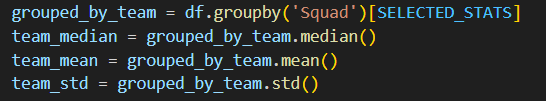 grouped_by_team = df.groupby('Squad')[SELECTED_STATS]
team_median = grouped_by_team.median()
team_mean = grouped_by_team.mean()
team_std = grouped_by_team.std()